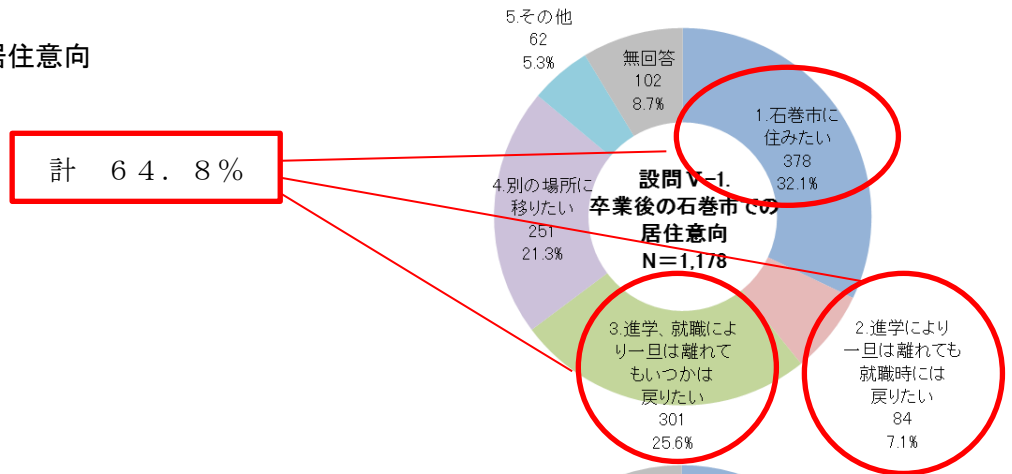 居住意向
計 64.8%
5.その他
62
5.3%
無回答
102
8.7%
1.石巻市に
住みたい
378
32.1%
4.別の場所に
移りたい
251
21.3%
設問Ⅴ-1.
卒業後の石巻市での
居住意向
N=1,178
3.進学、就職によ
り一旦は離れて
もいつかは
戻りたい
301
25.6%
2.進学により
一旦は離れても
就職時には
戻りたい
84
7.1%